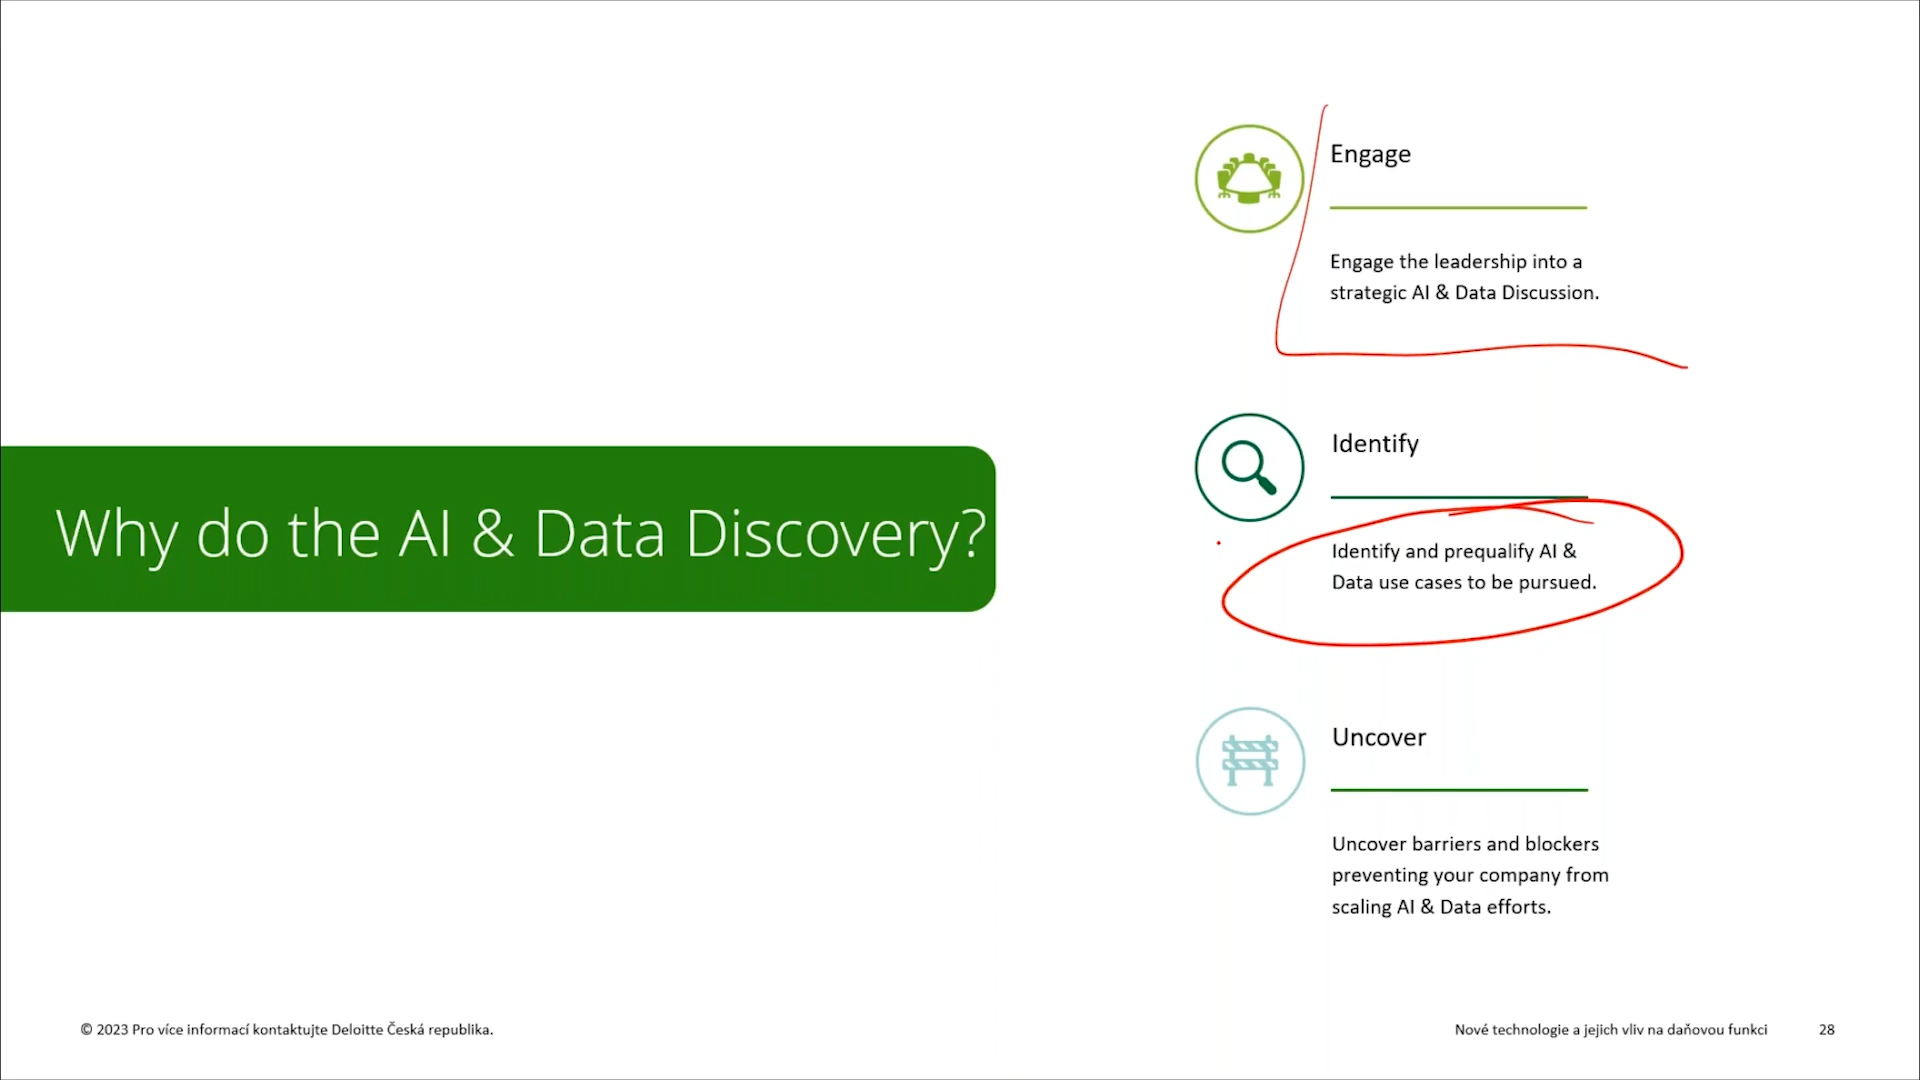 Why do the AI & Data Discovery?
Engage
Engage the leadership into a
strategic AI & Data Discussion.
Identify
Identify and prequalify AI &
Data use cases to be pursued.
Uncover
Uncover barriers and blockers
preventing your company from
scaling AI & Data efforts.
© 2023 Pro více informací kontaktujte Deloitte Česká republika.
Nové technologie a jejich vliv na daňovou funkci 28